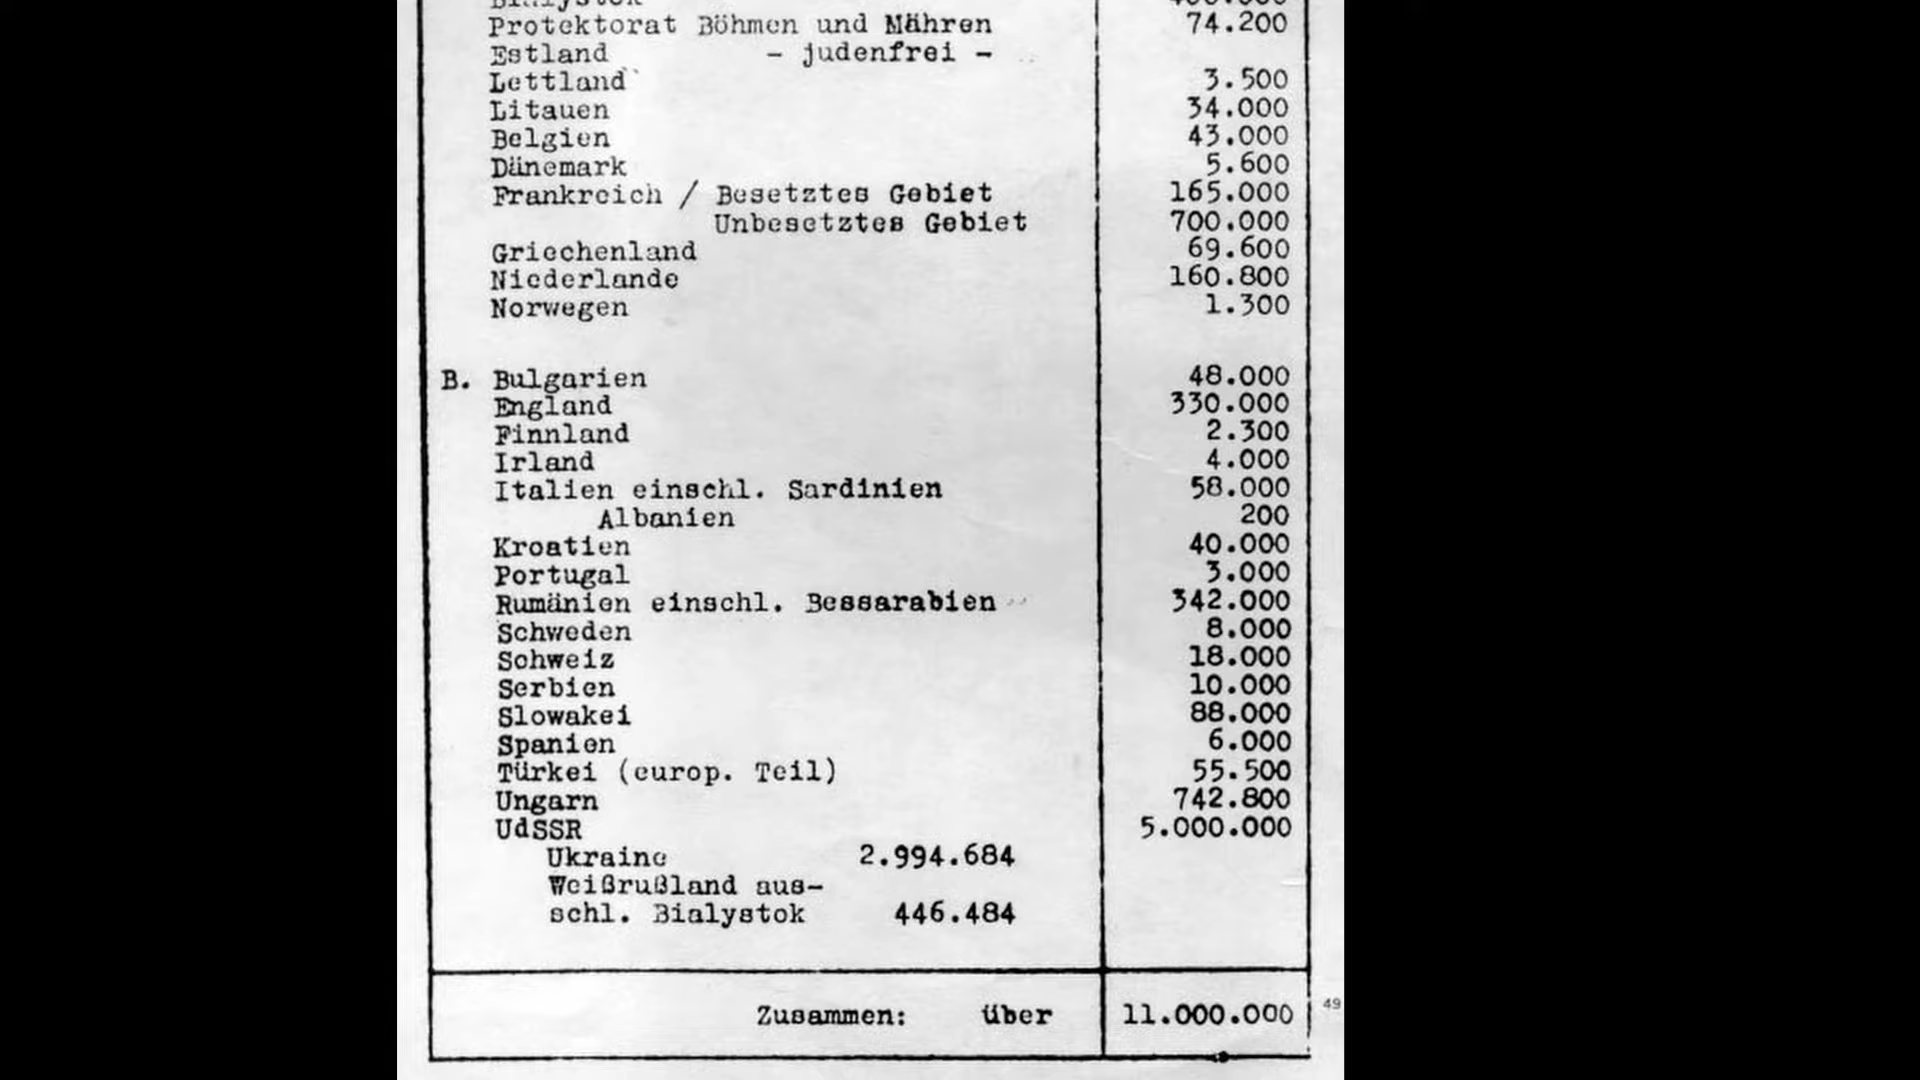 Bialystok 400.000
Protektorat Böhmen und Mähren 74.200
Estland - judenfrei -
Lettland 3.500
Litauen 34.000
Belgien 43.000
Dänemark 5.600
Frankreich / Besetztes Gebiet 165.000
Unbesetztes Gebiet 700.000
Griechenland 69.600
Niederlande 160.800
Norwegen 1.300
B. Bulgarien 48.000
England 330.000
Finnland 2.300
Irland 4.000
Italien einschl. Sardinien 58.000
Albanien 200
Kroatien 40.000
Portugal 3.000
Rumänien einschl. Bessarabien 342.000
Schweden 8.000
Schweiz 18.000
Serbien 10.000
Slowakei 88.000
Spanien 6.000
Türkei (europ. Teil) 55.500
Ungarn 742.800
UdSSR 5.000.000
Ukraine 2.994.684
Weißrußland aus-
schl. Bialystok 446.484
Zusammen: über 11.000.000
49